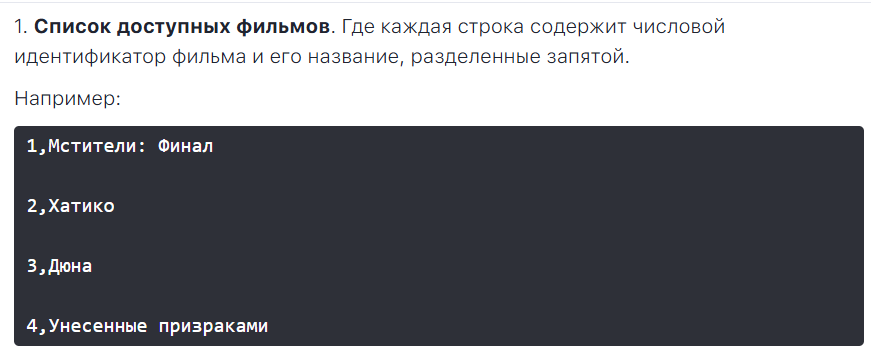 1. Список доступных фильмов. Где каждая строка содержит числовой
идентификатор фильма и его название, разделенные запятой.
Например:
1,Мстители: Финал
2,Хатико
3,Дюна
4,Унесенные призраками